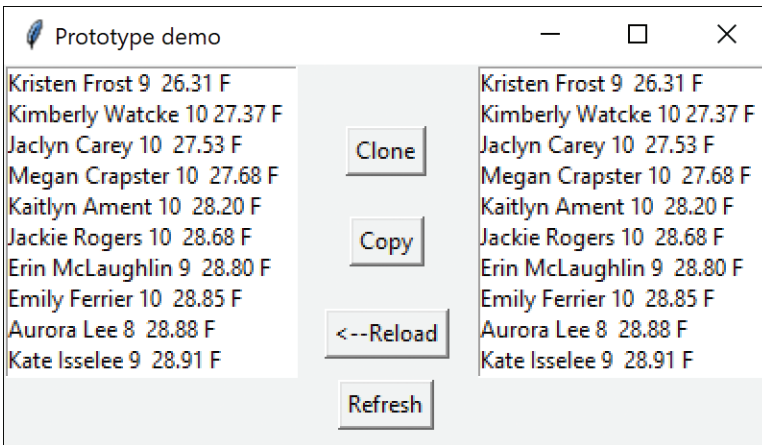 Prototype demo
Kristen Frost 9  26.31 F
Kimberly Watcke 10 27.37 F
Jaclyn Carey 10  27.53 F
Megan Crapster 10  27.68 F
Kaitlyn Ament 10  28.20 F
Jackie Rogers 10  28.68 F
Erin McLaughlin 9  28.80 F
Emily Ferrier 10  28.85 F
Aurora Lee 8  28.88 F
Kate Isselee 9  28.91 F
Clone
Copy
<--Reload
Refresh
Kristen Frost 9  26.31 F
Kimberly Watcke 10 27.37 F
Jaclyn Carey 10  27.53 F
Megan Crapster 10  27.68 F
Kaitlyn Ament 10  28.20 F
Jackie Rogers 10  28.68 F
Erin McLaughlin 9  28.80 F
Emily Ferrier 10  28.85 F
Aurora Lee 8  28.88 F
Kate Isselee 9  28.91 F